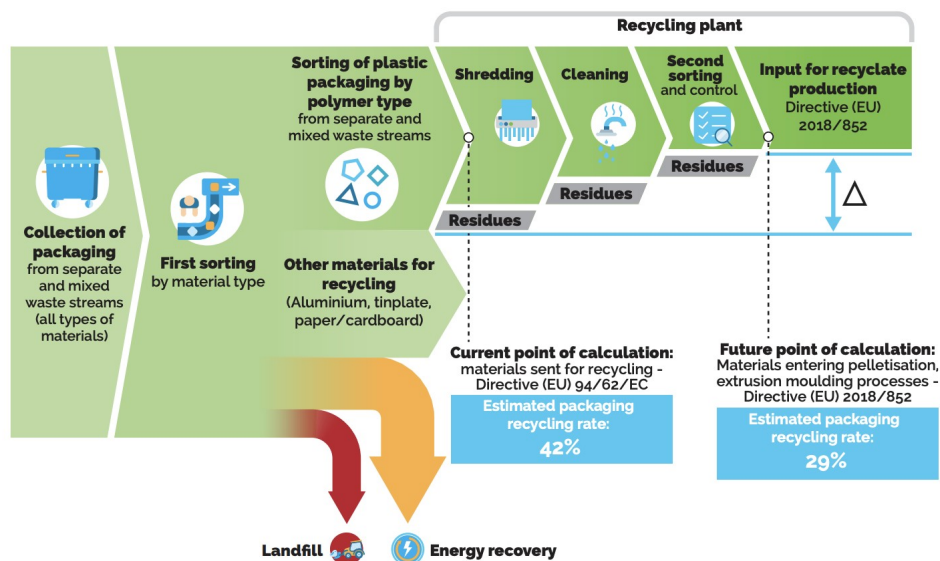 Recycling plant
Collection of
packaging
from separate
and mixed
waste streams
(all types of
materials)
First sorting
by material type
Sorting of plastic
packaging by
polymer type
from separate and
mixed waste streams
Other materials for
recycling
(Aluminium, tinplate,
paper/cardboard)
Shredding
Residues
Cleaning
Residues
Second
sorting
and control
Residues
Input for recyclate
production
Directive (EU)
2018/852
Δ
Current point of calculation:
materials sent for recycling -
Directive (EU) 94/62/EC
Estimated packaging
recycling rate:
42%
Future point of calculation:
Materials entering pelletisation,
extrusion moulding processes -
Directive (EU) 2018/852
Estimated packaging
recycling rate:
29%
Landfill
Energy recovery